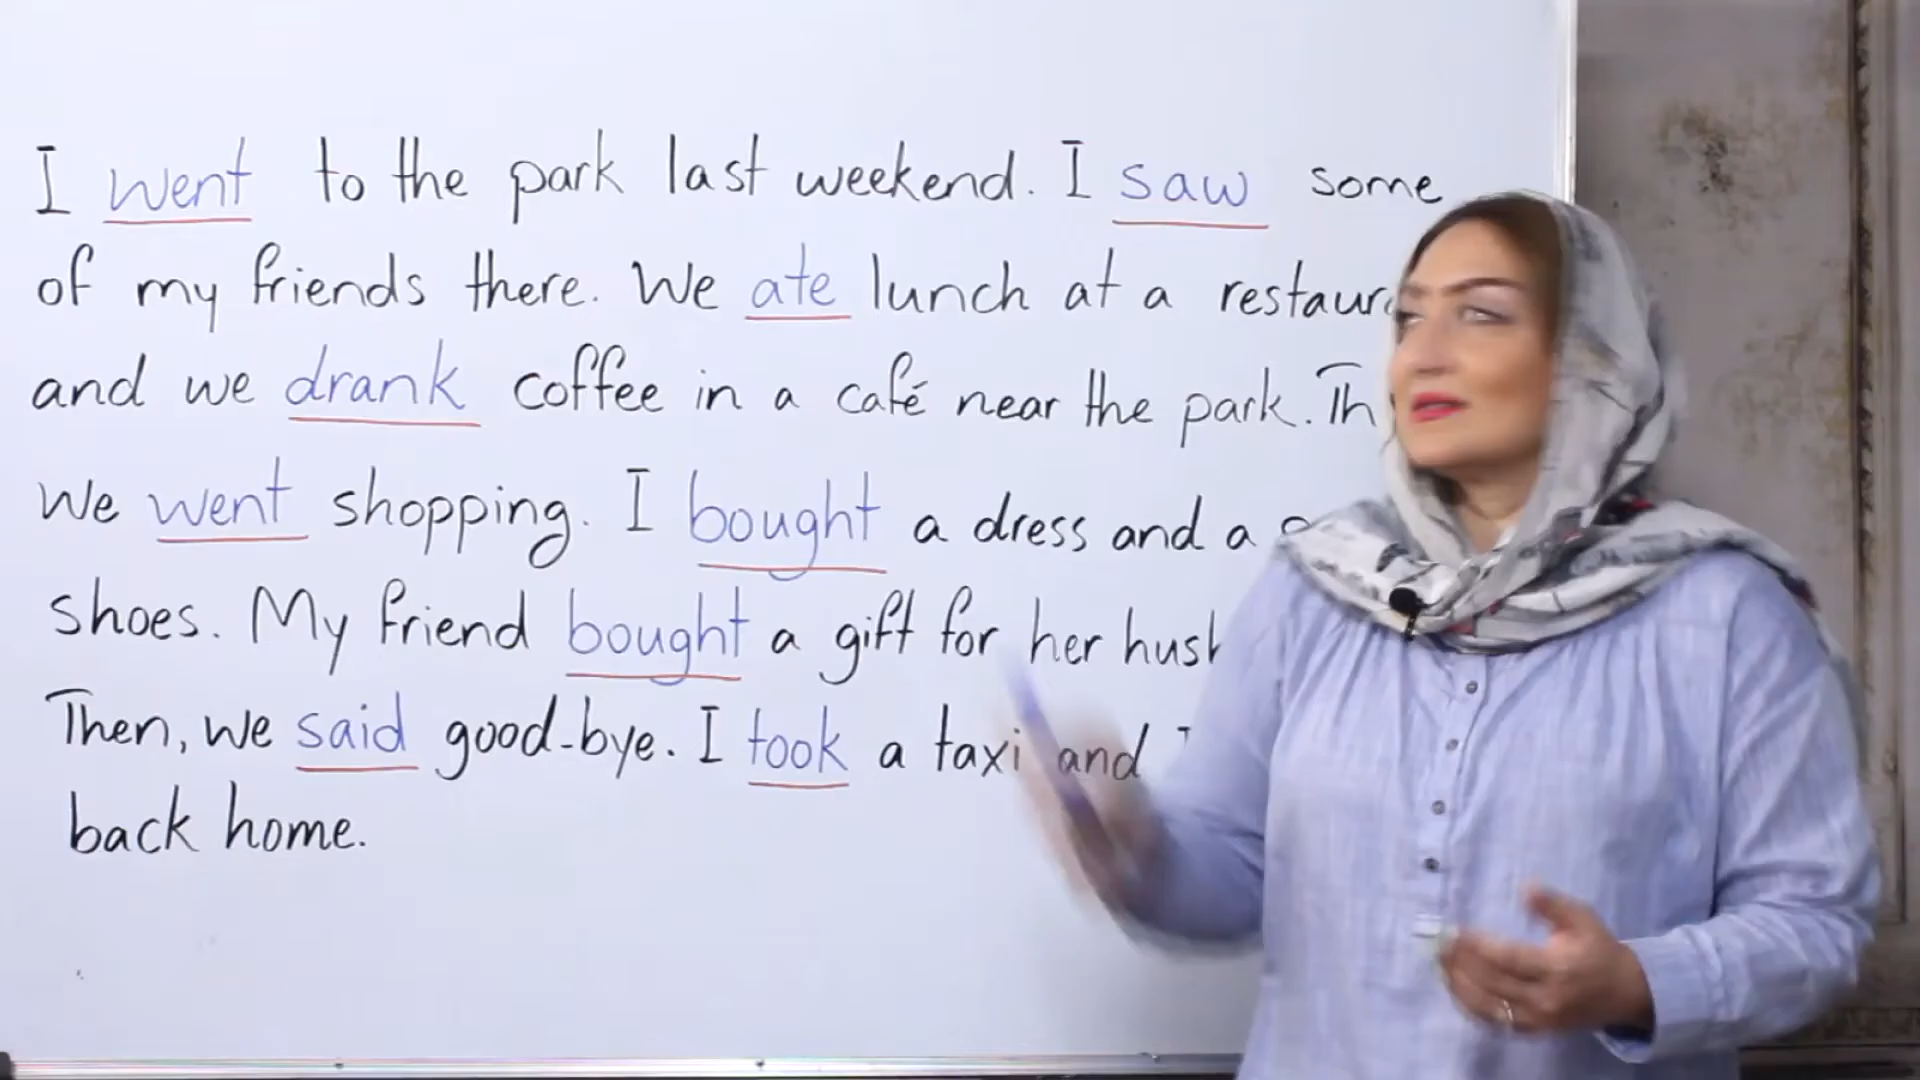 I went to the park last weekend. I saw some
of my friends there. We ate lunch at a
and we drank coffee in a café near the park.
we went shopping. I bought a dress and a
shoes. My friend bought a gift for her
Then, we said good-bye. I took a taxi and
back home.